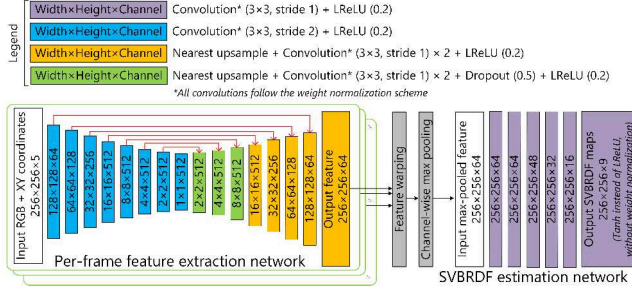 Legend
Width×Height×Channel Convolution* (3×3, stride 1) + LReLU (0.2)
Width×Height×Channel Convolution* (3×3, stride 2) + LReLU (0.2)
Width×Height×Channel Nearest upsample + Convolution* (3×3, stride 1) × 2 + LReLU (0.2)
Width×Height×Channel Nearest upsample + Convolution* (3×3, stride 1) × 2 + Dropout (0.5) + LReLU (0.2)
*All convolutions follow the weight normalization scheme
Input RGB + XY coordinates
256×256×5
128×128×64
64×64×128
32×32×256
16×16×512
8×8×512
4×4×512
2×2×512
1×1×512
2×2×512
4×4×512
8×8×512
16×16×512
32×32×256
64×64×128
128×128×64
Output feature
256×256×64
Per-frame feature extraction network
Feature warping
Channel-wise max pooling
Input max-pooled feature
256×256×64
256×256×64
256×256×48
256×256×32
256×256×16
Output SVBRDF maps
256×256×9
(Tanh instead of LReLU,
without weight normalization)
SVBRDF estimation network